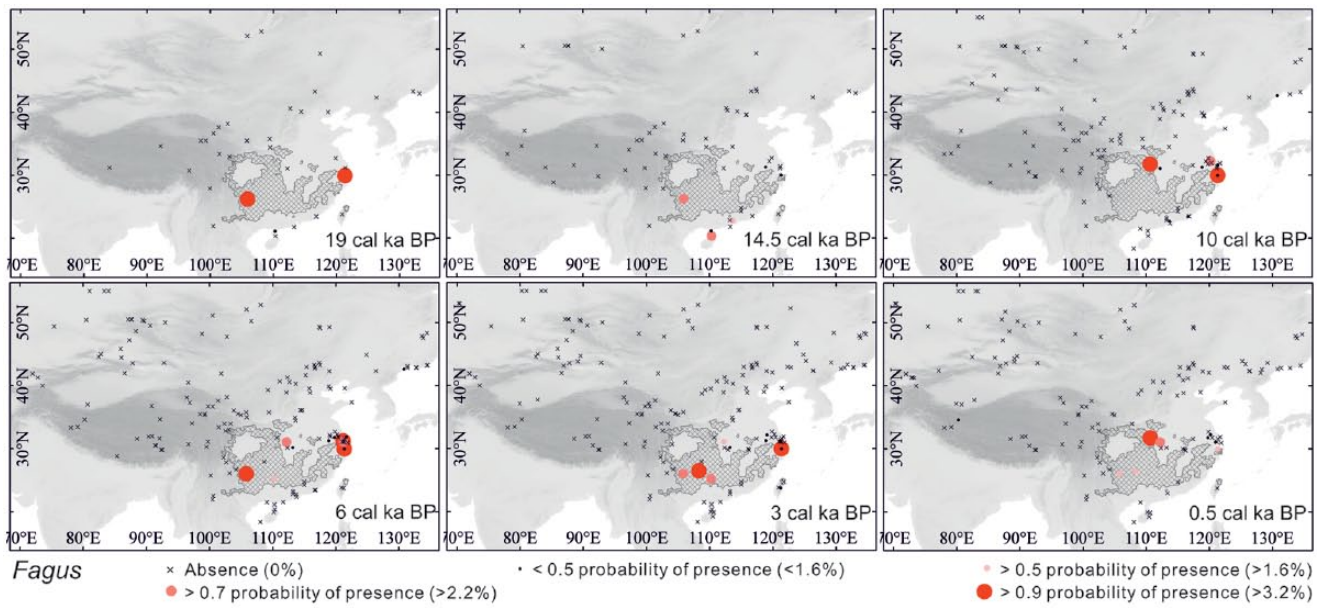 50°N
50°N
50°N
40°N
40°N
40°N
30°N
30°N
30°N
19 cal ka BP
14.5 cal ka BP
10 cal ka BP
70°E 80°E 90°E 100°E 110°E 120°E 130°E
70°E 80°E 90°E 100°E 110°E 120°E 130°E
70°E 80°E 90°E 100°E 110°E 120°E 130°E
50°N
50°N
50°N
40°N
40°N
40°N
30°N
30°N
30°N
6 cal ka BP
3 cal ka BP
0.5 cal ka BP
70°E 80°E 90°E 100°E 110°E 120°E 130°E
70°E 80°E 90°E 100°E 110°E 120°E 130°E
70°E 80°E 90°E 100°E 110°E 120°E 130°E
Fagus
Absence (0%)
< 0.5 probability of presence (<1.6%)
> 0.5 probability of presence (>1.6%)
> 0.7 probability of presence (>2.2%)
> 0.9 probability of presence (>3.2%)